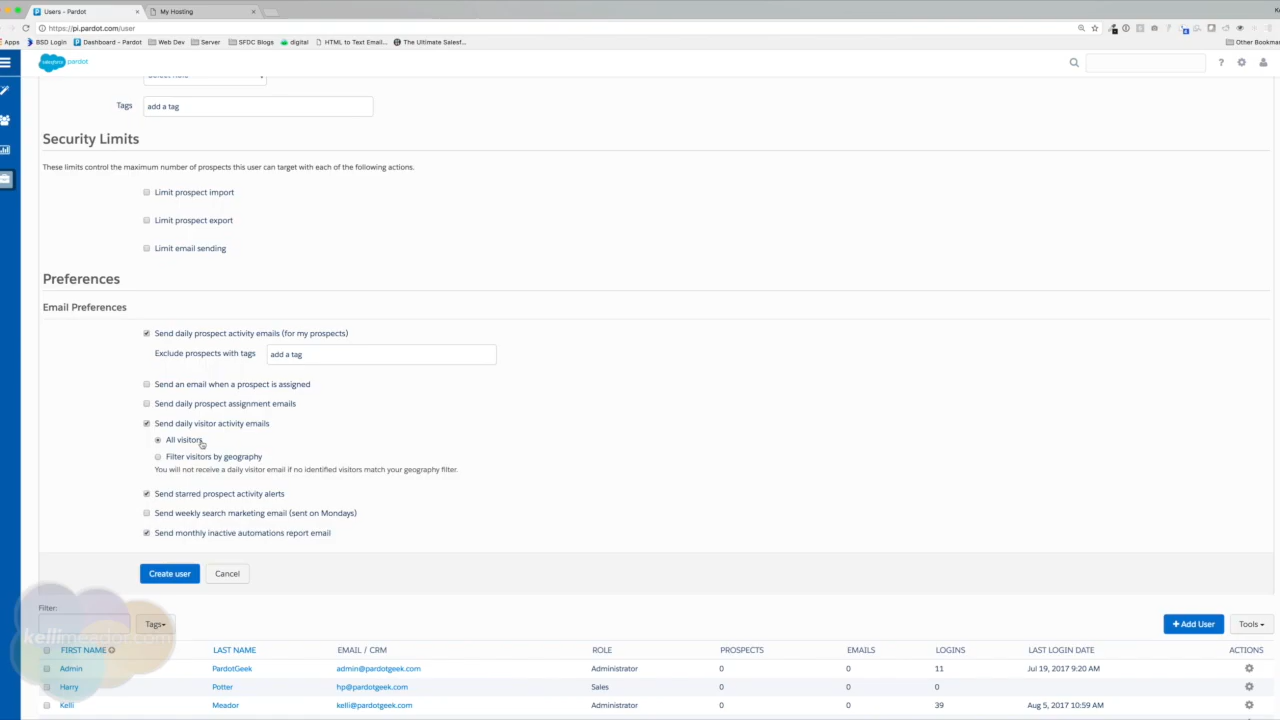 Users - Pardot
My Hosting
https://pi.pardot.com/user
Apps
BSD Login
Dashboard - Pardot
Web Dev
Server
SFDC Blogs
digital
HTML to Text Email...
The Ultimate Salesf...
Other Bookmar
salesforce pardot
Tags
add a tag
Security Limits
These limits control the maximum number of prospects this user can target with each of the following actions.
Limit prospect import
Limit prospect export
Limit email sending
Preferences
Email Preferences
Send daily prospect activity emails (for my prospects)
Exclude prospects with tags
add a tag
Send an email when a prospect is assigned
Send daily prospect assignment emails
Send daily visitor activity emails
All visitors
Filter visitors by geography
You will not receive a daily visitor email if no identified visitors match your geography filter.
Send starred prospect activity alerts
Send weekly search marketing email (sent on Mondays)
Send monthly inactive automations report email
Create user
Cancel
Filter:
Tags
+ Add User
Tools
kellimeador.com
FIRST NAME LAST NAME EMAIL / CRM ROLE PROSPECTS EMAILS LOGINS LAST LOGIN DATE ACTIONS
Admin PardotGeek admin@pardotgeek.com Administrator 0 0 11 Jul 19, 2017 9:20 AM
Harry Potter hp@pardotgeek.com Sales 0 0 0
Kelli Meador kelli@pardotgeek.com Administrator 0 0 39 Aug 5, 2017 10:59 AM